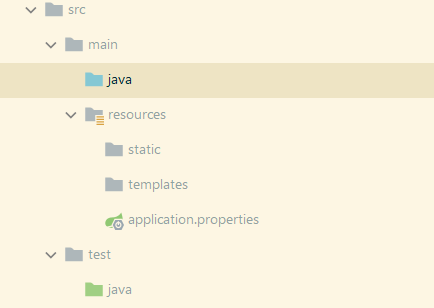 src
main
java
resources
static
templates
application.properties
test
java